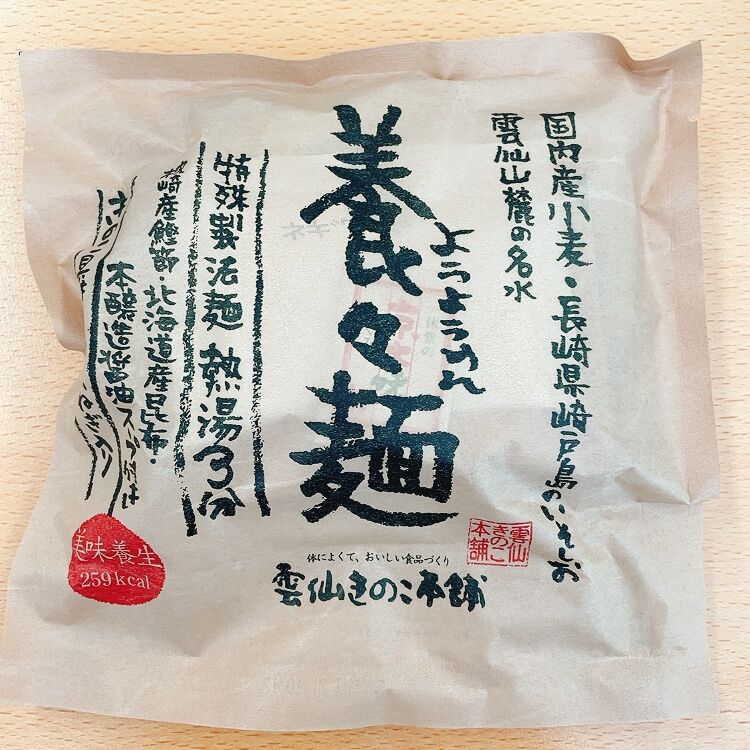 国内産小麦・長崎県崎戸島のいそしお
雲仙山麓の名水
養々麺
ようようめん
特殊製法麺 熱湯3分
崎産鰹節・北海道産昆布・
本醸造醤油スープ付
美味養生
259kcal
体によくて、おいしい食品づくり
雲仙きのこ本舗
雲仙
きのこ
本舗